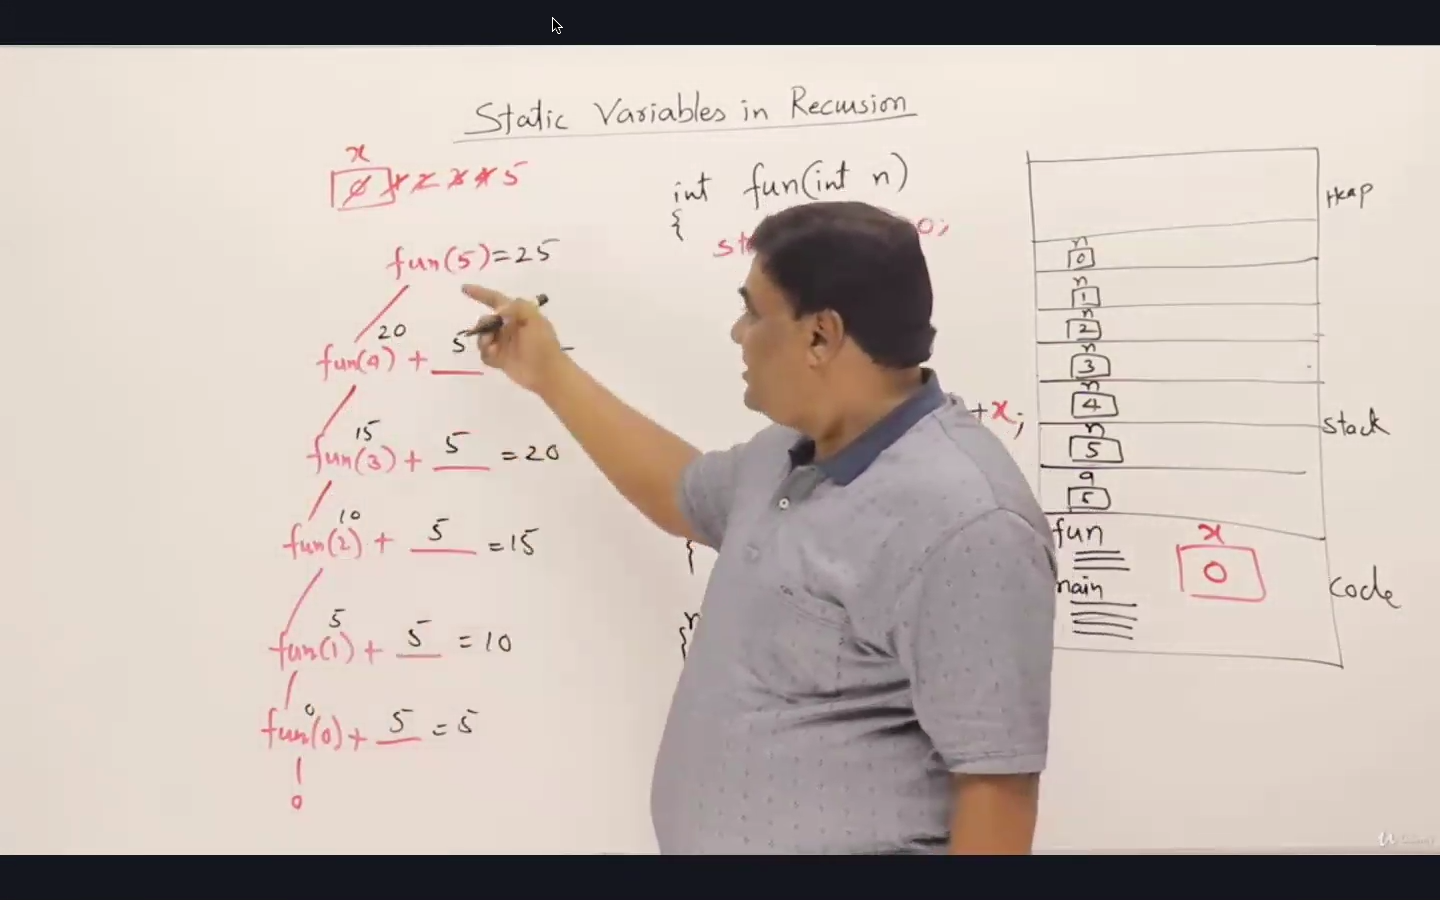 Static Variables in Recursion
x
0 1 2 3 4 5
int fun(int n)
{
0;
fun(5)=25
20
fun(4) + 5
15
fun(3) + 5 = 20
10
fun(2) + 5 = 15
5
fun(1) + 5 = 10
0
fun(0) + 5 = 5
0
+x;
{
Heap
n
0
n
1
n
2
n
3
n
4
n
5
a
5
Stack
fun
main
x
0
Code